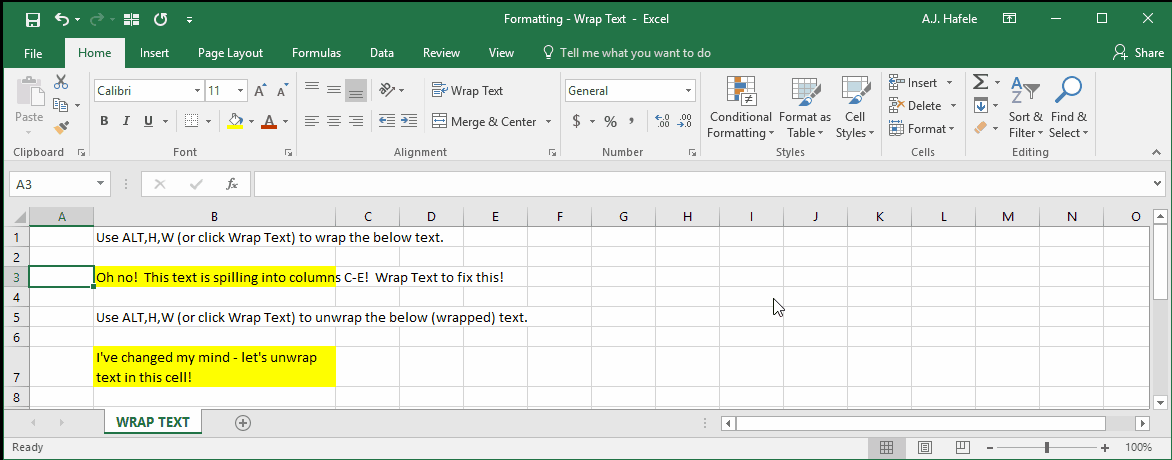 Formatting - Wrap Text - Excel A.J. Hafele
File Home Insert Page Layout Formulas Data Review View Tell me what you want to do Share
Paste
Clipboard
Calibri 11 A A
B I U A
Font
Wrap Text
Merge & Center
Alignment
General
$ % , .00 .0
Number
Conditional Formatting
Format as Table
Cell Styles
Styles
Insert
Delete
Format
Cells
Σ
Sort & Filter
Find & Select
Editing
A3 fx
A B C D E F G H I J K L M N O
1 Use ALT,H,W (or click Wrap Text) to wrap the below text.
2
3 Oh no!  This text is spilling into columns C-E!  Wrap Text to fix this!
4
5 Use ALT,H,W (or click Wrap Text) to unwrap the below (wrapped) text.
6
I've changed my mind - let's unwrap
7 text in this cell!
8
WRAP TEXT
Ready 100%